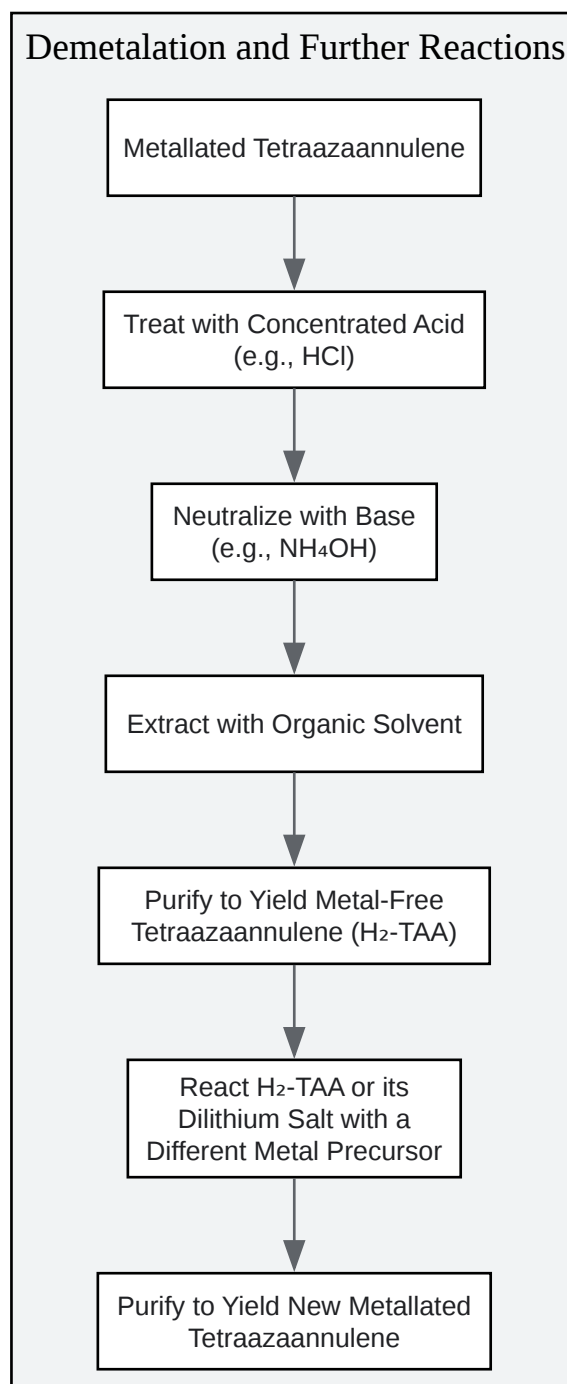 Demetalation and Further Reactions
Metallated Tetraazaannulene
Treat with Concentrated Acid
(e.g., HCl)
Neutralize with Base
(e.g., NH₄OH)
Extract with Organic Solvent
Purify to Yield Metal-Free
Tetraazaannulene (H₂-TAA)
React H₂-TAA or its
Dilithium Salt with a
Different Metal Precursor
Purify to Yield New Metallated
Tetraazaannulene